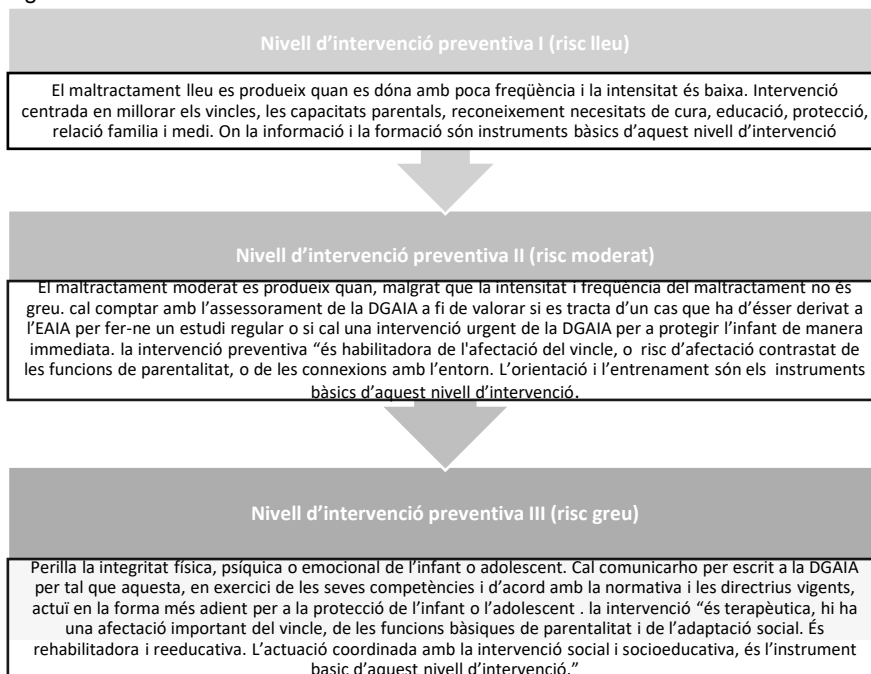 Nivell d'intervenció preventiva I (risc lleu)
El maltractament lleu es produeix quan es dóna amb poca freqüència i la intensitat és baixa. Intervenció
centrada en millorar els vincles, les capacitats parentals, reconeixement necesitats de cura, educació, protecció,
relació familia i medi. On la informació i la formació són instruments bàsics d'aquest nivell d'intervenció
Nivell d'intervenció preventiva II (risc moderat)
El maltractament moderat es produeix quan, malgrat que la intensitat i freqüència del maltractament no és
greu. cal comptar amb l'assessorament de la DGAIA a fi de valorar si es tracta d'un cas que ha d'ésser derivat a
l'EAIA per fer-ne un estudi regular o si cal una intervenció urgent de la DGAIA per a protegir l'infant de manera
immediata. la intervenció preventiva "és habilitadora de l'afectació del vincle, o risc d'afectació contrastat de
les funcions de parentalitat, o de les connexions amb l'entorn. L'orientació i l'entrenament són els instruments
bàsics d'aquest nivell d'intervenció.
Nivell d'intervenció preventiva III (risc greu)
Perilla la integritat física, psíquica o emocional de l'infant o adolescent. Cal comunicarho per escrit a la DGAIA
per tal que aquesta, en exercici de les seves competències i d'acord amb la normativa i les directrius vigents,
actuï en la forma més adient per a la protecció de l'infant o l'adolescent . la intervenció "és terapèutica, hi ha
una afectació important del vincle, de les funcions bàsiques de parentalitat i de l'adaptació social. És
rehabilitadora i reeducativa. L'actuació coordinada amb la intervenció social i socioeducativa, és l'instrument
basic d'aquest nivell d'intervenció."